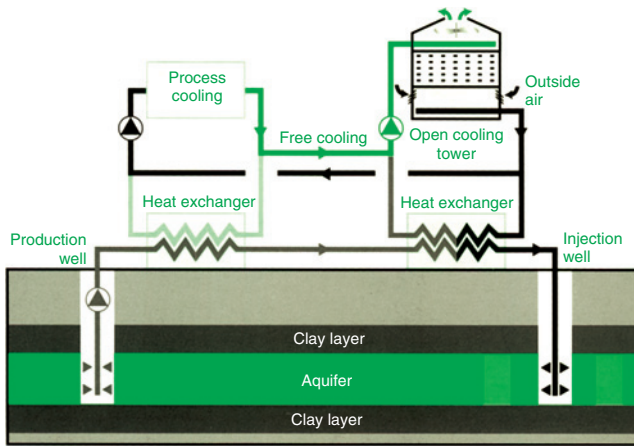 Process
cooling
Outside
air
Free cooling
Open cooling
tower
Heat exchanger
Heat exchanger
Production
well
Injection
well
Clay layer
Aquifer
Clay layer